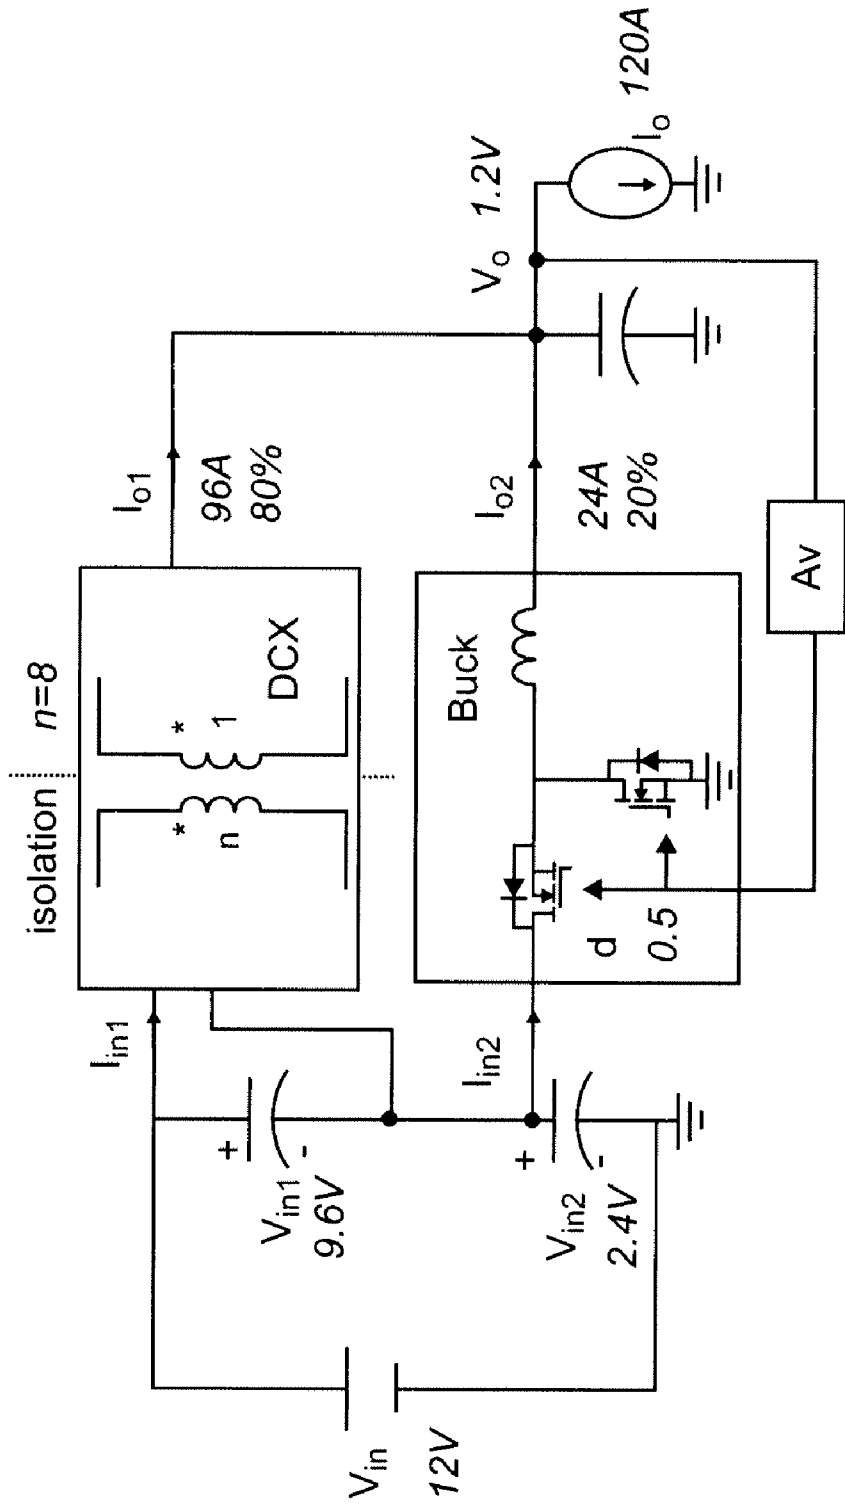 isolation n=8
n
*
*
1
DCX
I_in1
I_o1
96A
80%
V_in
12V
V_in1
9.6V
+
-
V_in2
2.4V
+
-
I_in2
Buck
d
0.5
I_o2
24A
20%
V_o 1.2V
I_o 120A
Av